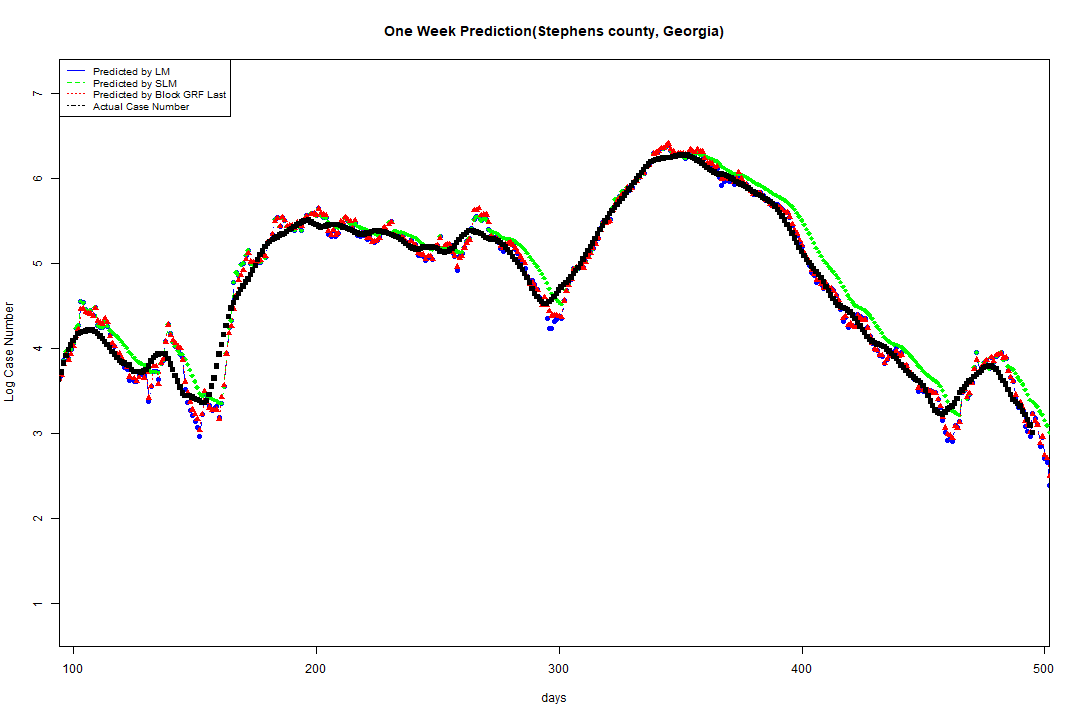 One Week Prediction(Stephens county, Georgia)
Predicted by LM
Predicted by SLM
Predicted by Block GRF Last
Actual Case Number
7
6
5
4
3
2
1
Log Case Number
100 200 300 400 500
days